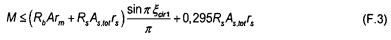 M ≤ (R_b A r_m + R_s A_s,tot r_s) sin π ξ_cir1 / π + 0,295 R_s A_s,tot r_s (F.3)